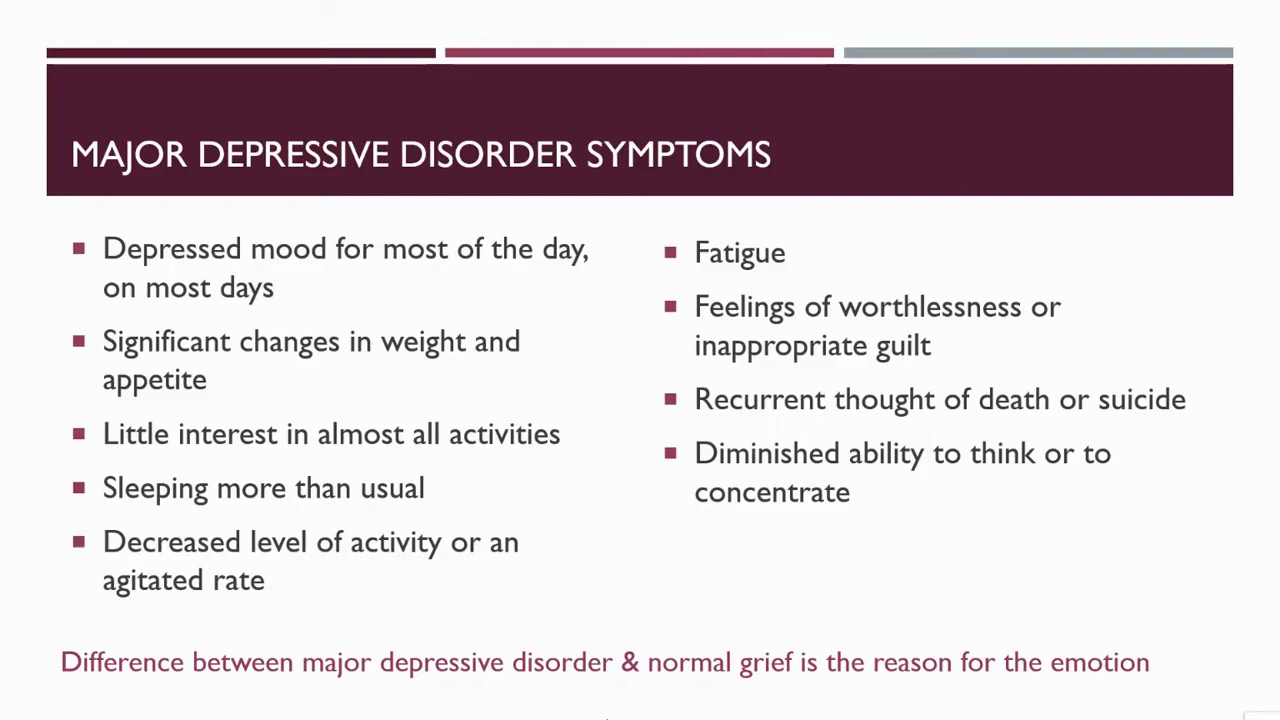 MAJOR DEPRESSIVE DISORDER SYMPTOMS
Depressed mood for most of the day,
on most days
Significant changes in weight and
appetite
Little interest in almost all activities
Sleeping more than usual
Decreased level of activity or an
agitated rate
Fatigue
Feelings of worthlessness or
inappropriate guilt
Recurrent thought of death or suicide
Diminished ability to think or to
concentrate
Difference between major depressive disorder & normal grief is the reason for the emotion